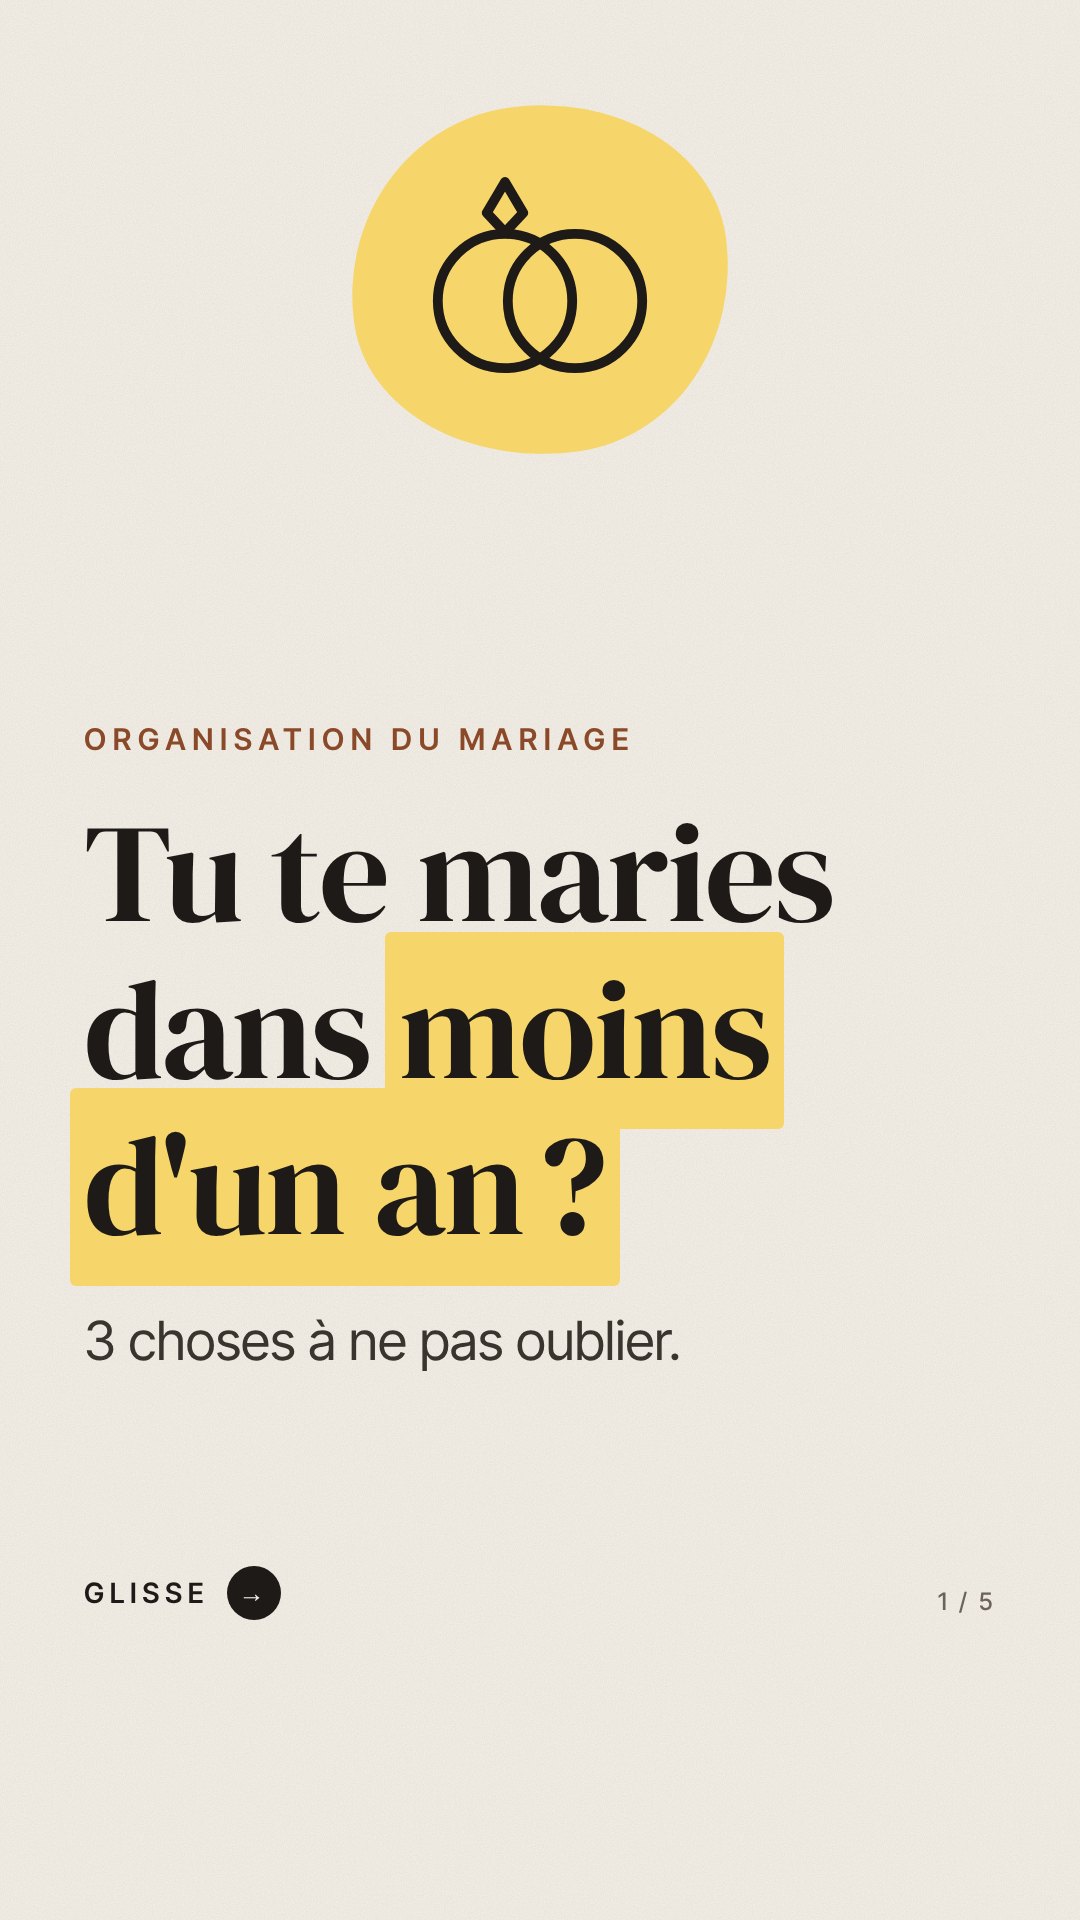 ORGANISATION DU MARIAGE
Tu te maries
dans moins
d'un an ?
3 choses à ne pas oublier.
GLISSE →
1 / 5